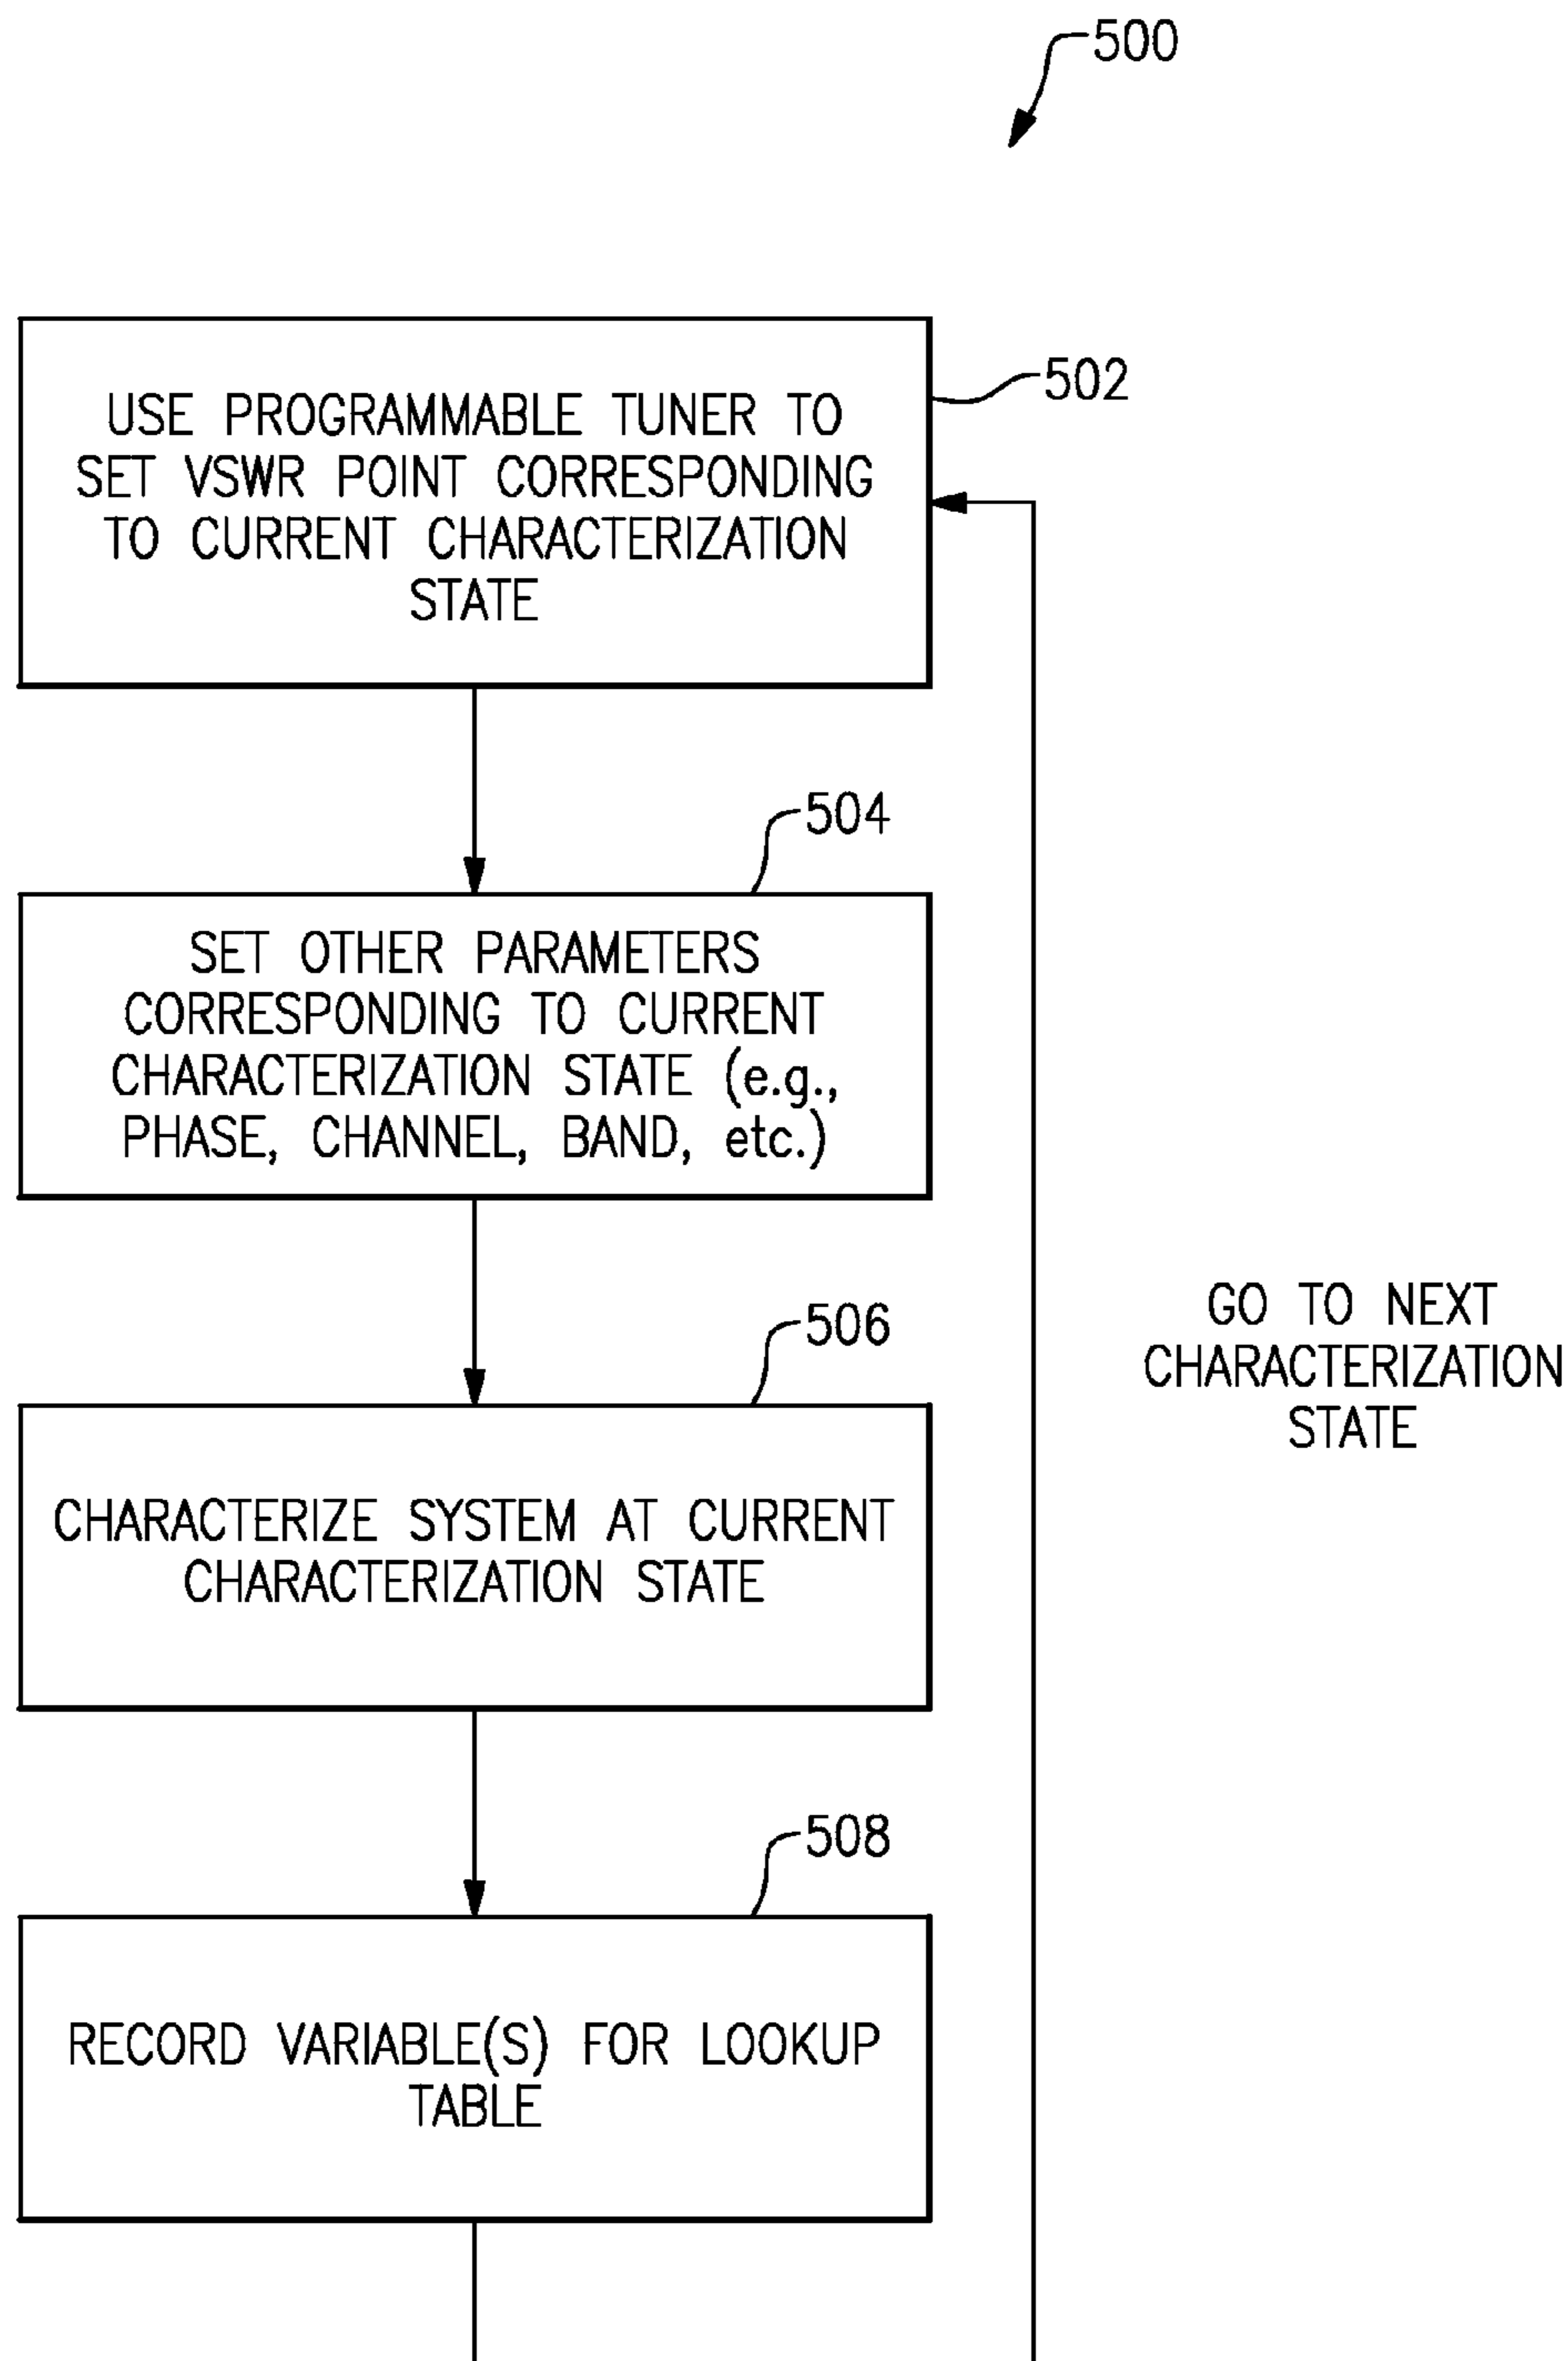 500
USE PROGRAMMABLE TUNER TO
SET VSWR POINT CORRESPONDING
TO CURRENT CHARACTERIZATION
STATE
502
504
SET OTHER PARAMETERS
CORRESPONDING TO CURRENT
CHARACTERIZATION STATE (e.g.,
PHASE, CHANNEL, BAND, etc.)
506
CHARACTERIZE SYSTEM AT CURRENT
CHARACTERIZATION STATE
GO TO NEXT
CHARACTERIZATION
STATE
508
RECORD VARIABLE(S) FOR LOOKUP
TABLE